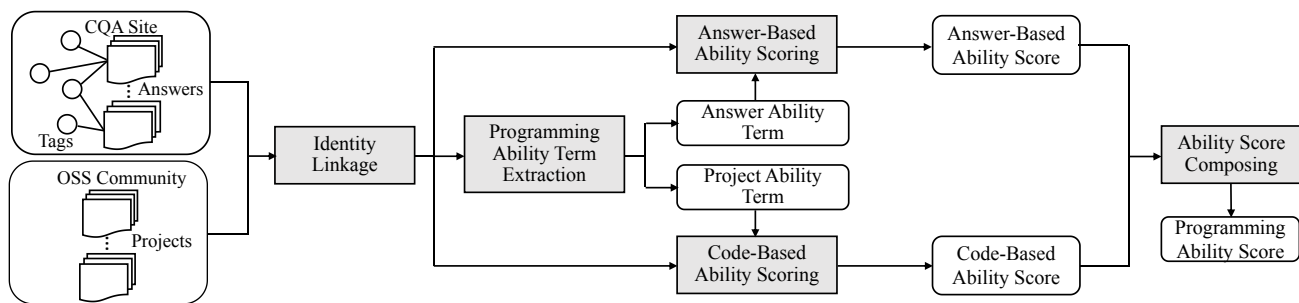 CQA Site
Answers
Tags
OSS Community
Projects
Identity
Linkage
Programming
Ability Term
Extraction
Answer-Based
Ability Scoring
Answer Ability
Term
Project Ability
Term
Code-Based
Ability Scoring
Answer-Based
Ability Score
Code-Based
Ability Score
Ability Score
Composing
Programming
Ability Score